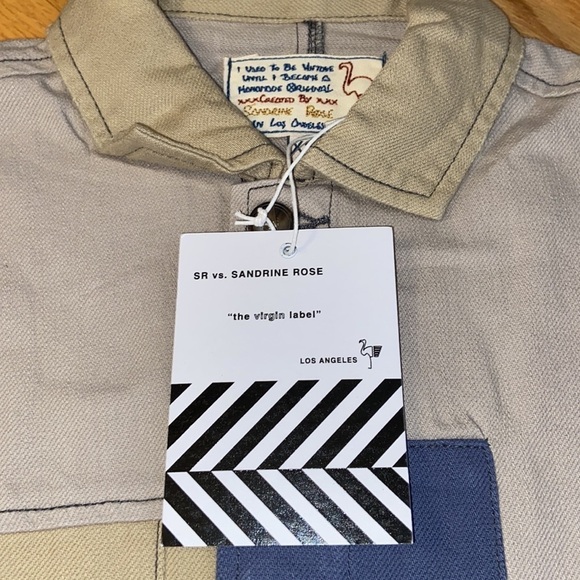 I USED TO BE VINTAGE
UNTIL I BECAME A
HANDMADE ORIGINAL
xxxCREATED BY xxx
SANDRINE ROSE
IN LOS ANGELES
SR vs. SANDRINE ROSE
"the virgin label"
LOS ANGELES